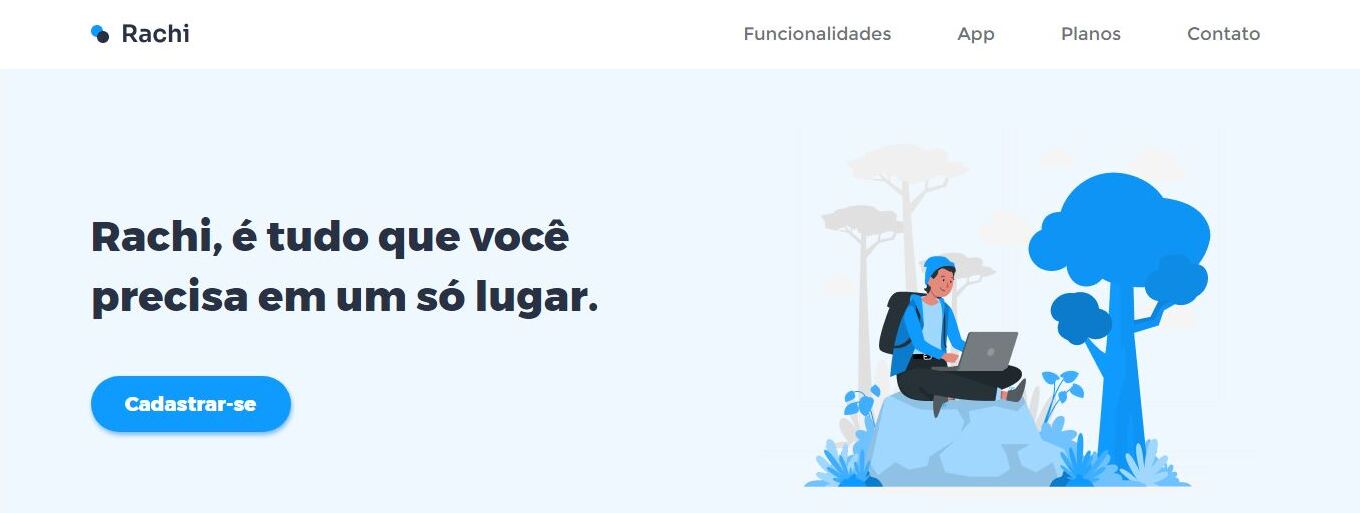 Rachi
Funcionalidades App Planos Contato
Rachi, é tudo que você
precisa em um só lugar.
Cadastrar-se